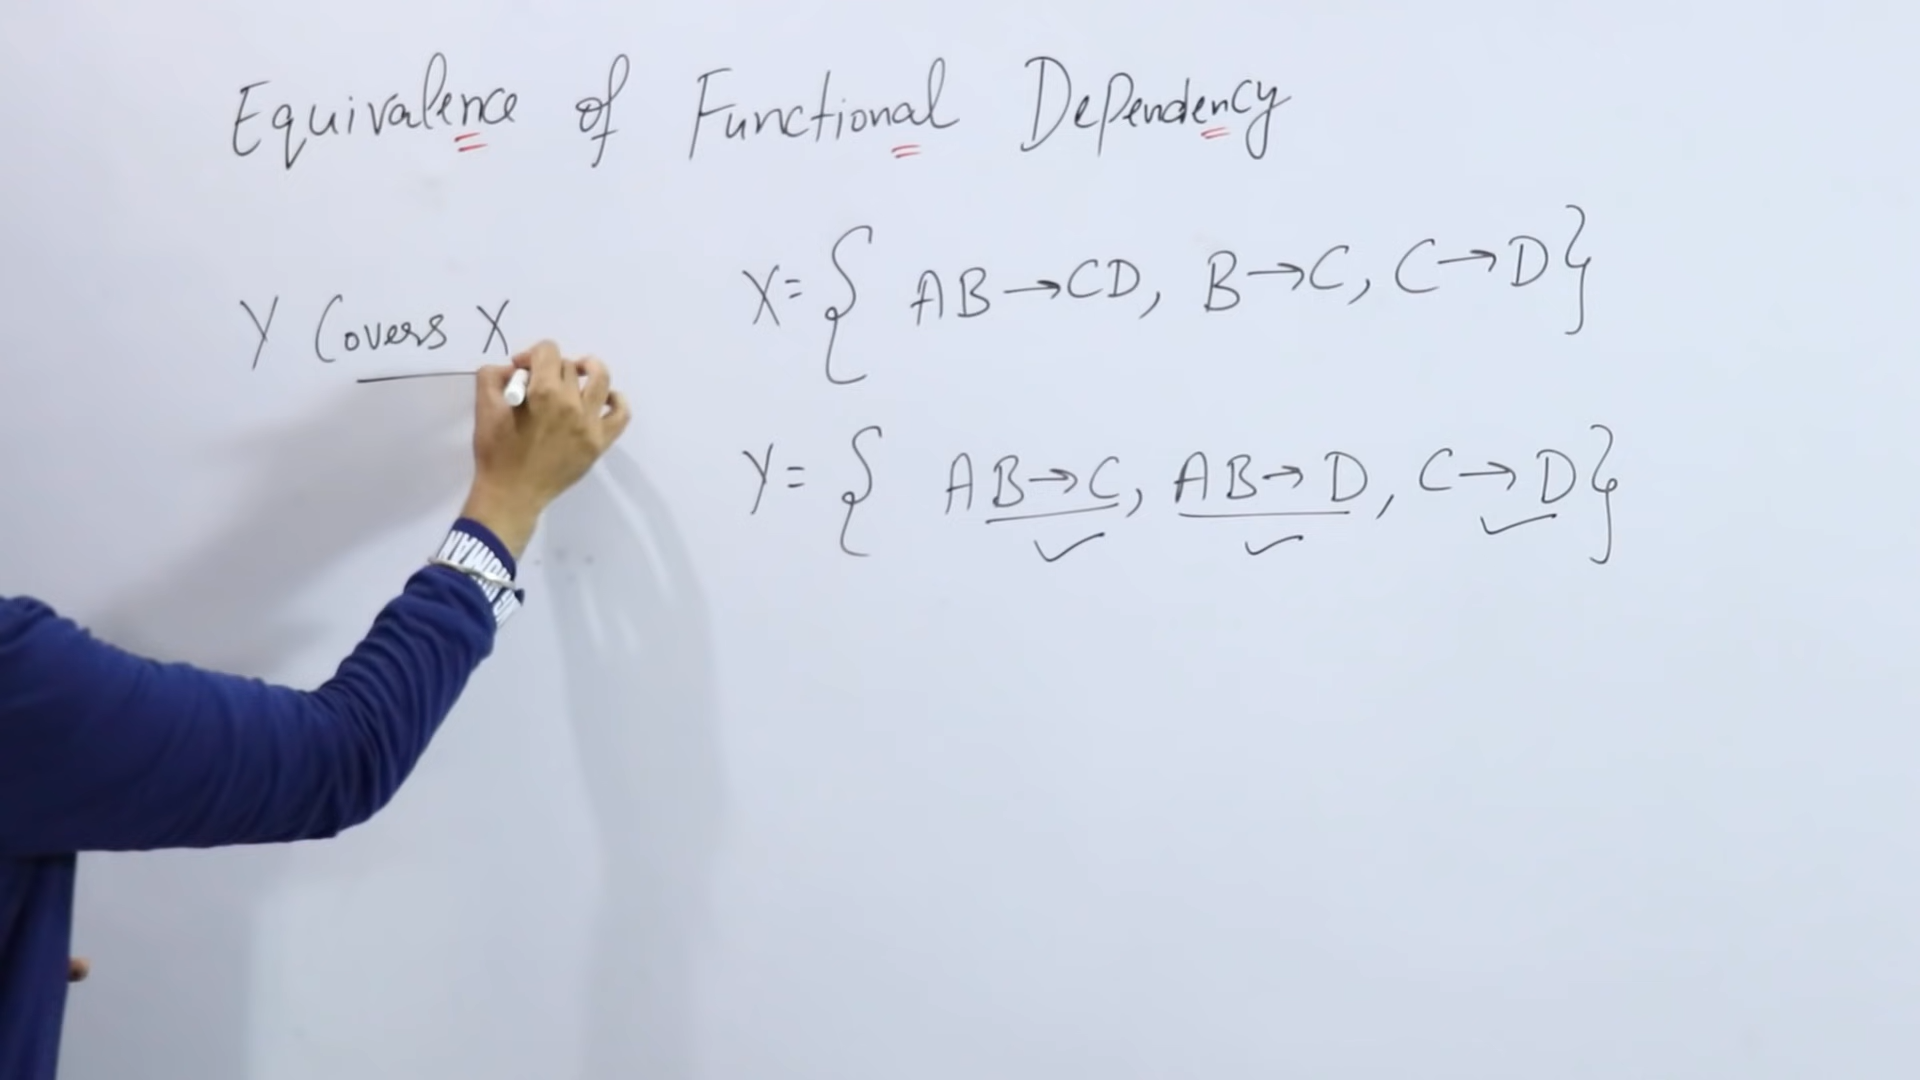 Equivalence of Functional Dependency
Y Covers X
X = { AB → CD, B → C, C → D }
Y = { AB → C, AB → D, C → D }